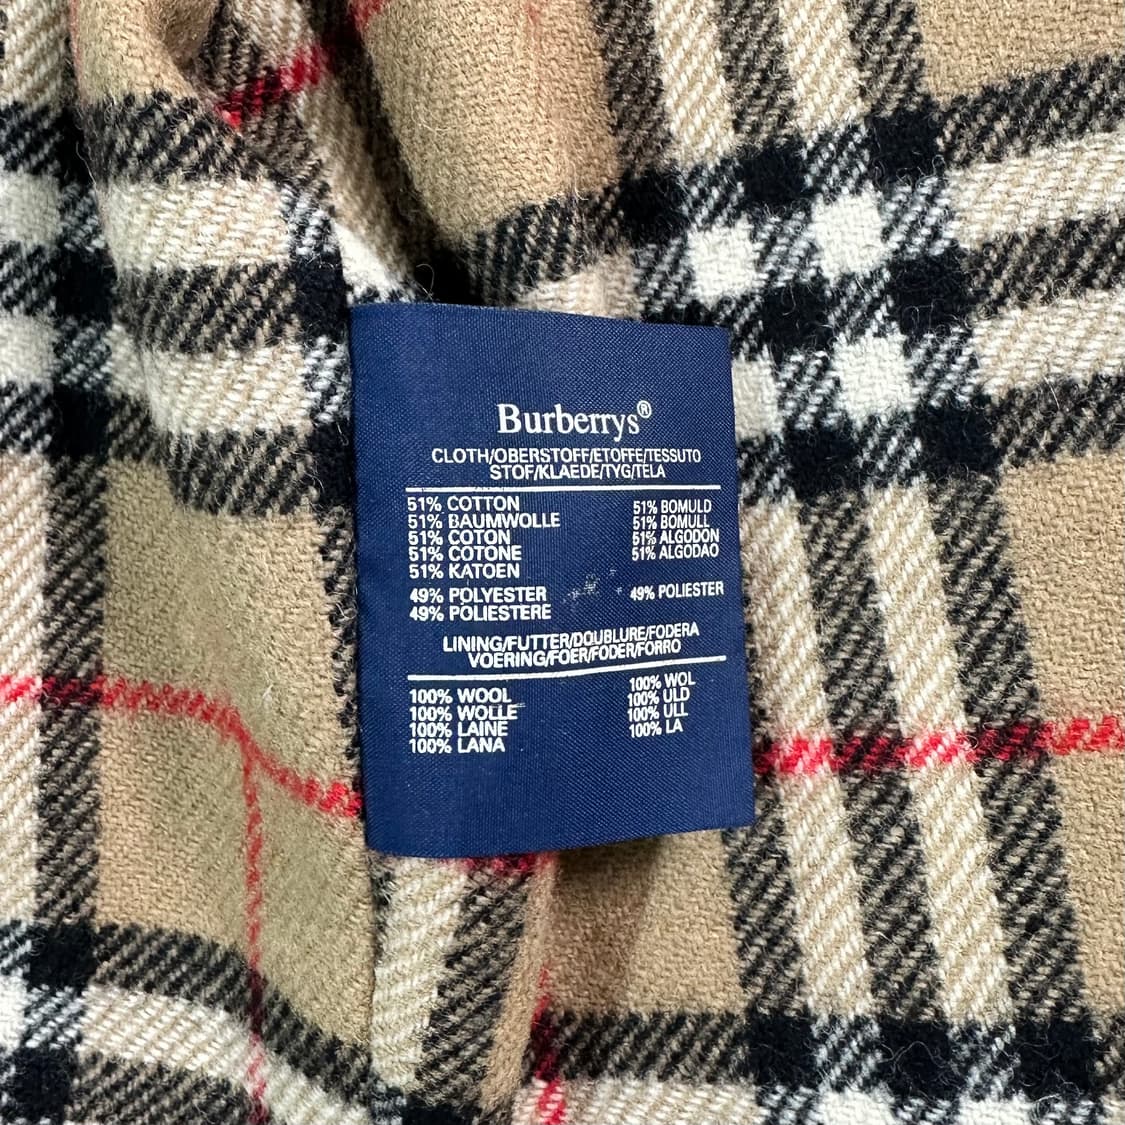 Burberrys®
CLOTH/OBERSTOFF/ETOFFE/TESSUTO
STOF/KLAEDE/TYG/TELA
51% COTTON
51% BAUMWOLLE
51% COTON
51% COTONE
51% KATOEN
51% BOMULD
51% BOMULL
51% ALGODON
51% ALGODAO
49% POLYESTER
49% POLIESTERE
49% POLIESTER
LINING/FUTTER/DOUBLURE/FODERA
VOERING/FOER/FODER/FORRO
100% WOOL
100% WOLLE
100% LAINE
100% LANA
100% WOL
100% ULD
100% ULL
100% LA